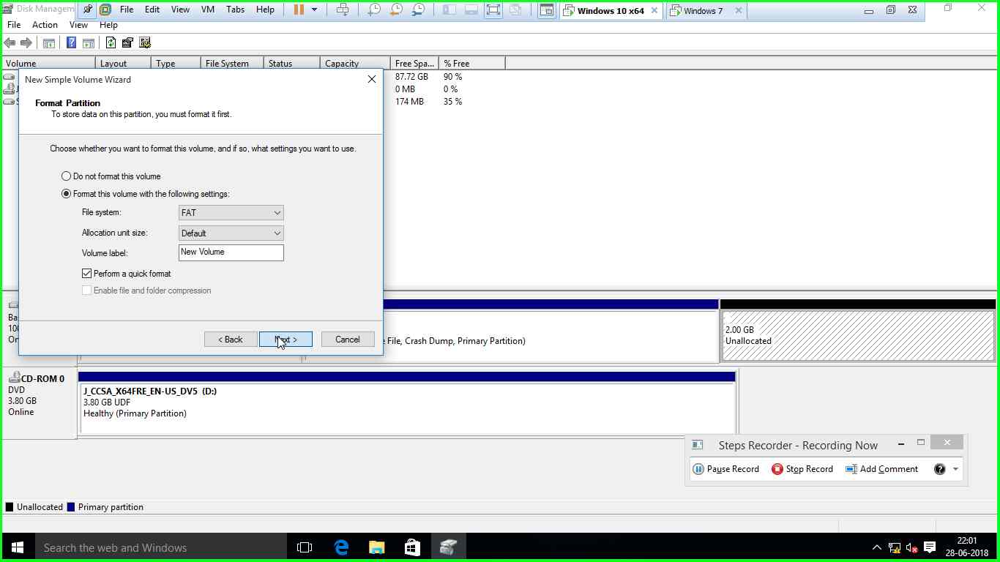 Disk Managem File Edit View VM Tabs Help Windows 10 x64 Windows 7
File Action View Help
Volume Layout Type File System Status Capacity Free Spa... % Free
87.72 GB 90 %
0 MB 0 %
174 MB 35 %
New Simple Volume Wizard
Format Partition
To store data on this partition, you must format it first.
Choose whether you want to format this volume, and if so, what settings you want to use.
Do not format this volume
Format this volume with the following settings:
File system: FAT
Allocation unit size: Default
Volume label: New Volume
Perform a quick format
Enable file and folder compression
< Back Next > Cancel
Ba
100
On
e File, Crash Dump, Primary Partition)
2.00 GB
Unallocated
CD-ROM 0
DVD
3.80 GB
Online
J_CCSA_X64FRE_EN-US_DV5 (D:)
3.80 GB UDF
Healthy (Primary Partition)
Steps Recorder - Recording Now
Pause Record Stop Record Add Comment
Unallocated Primary partition
Search the web and Windows
22:01
28-06-2018